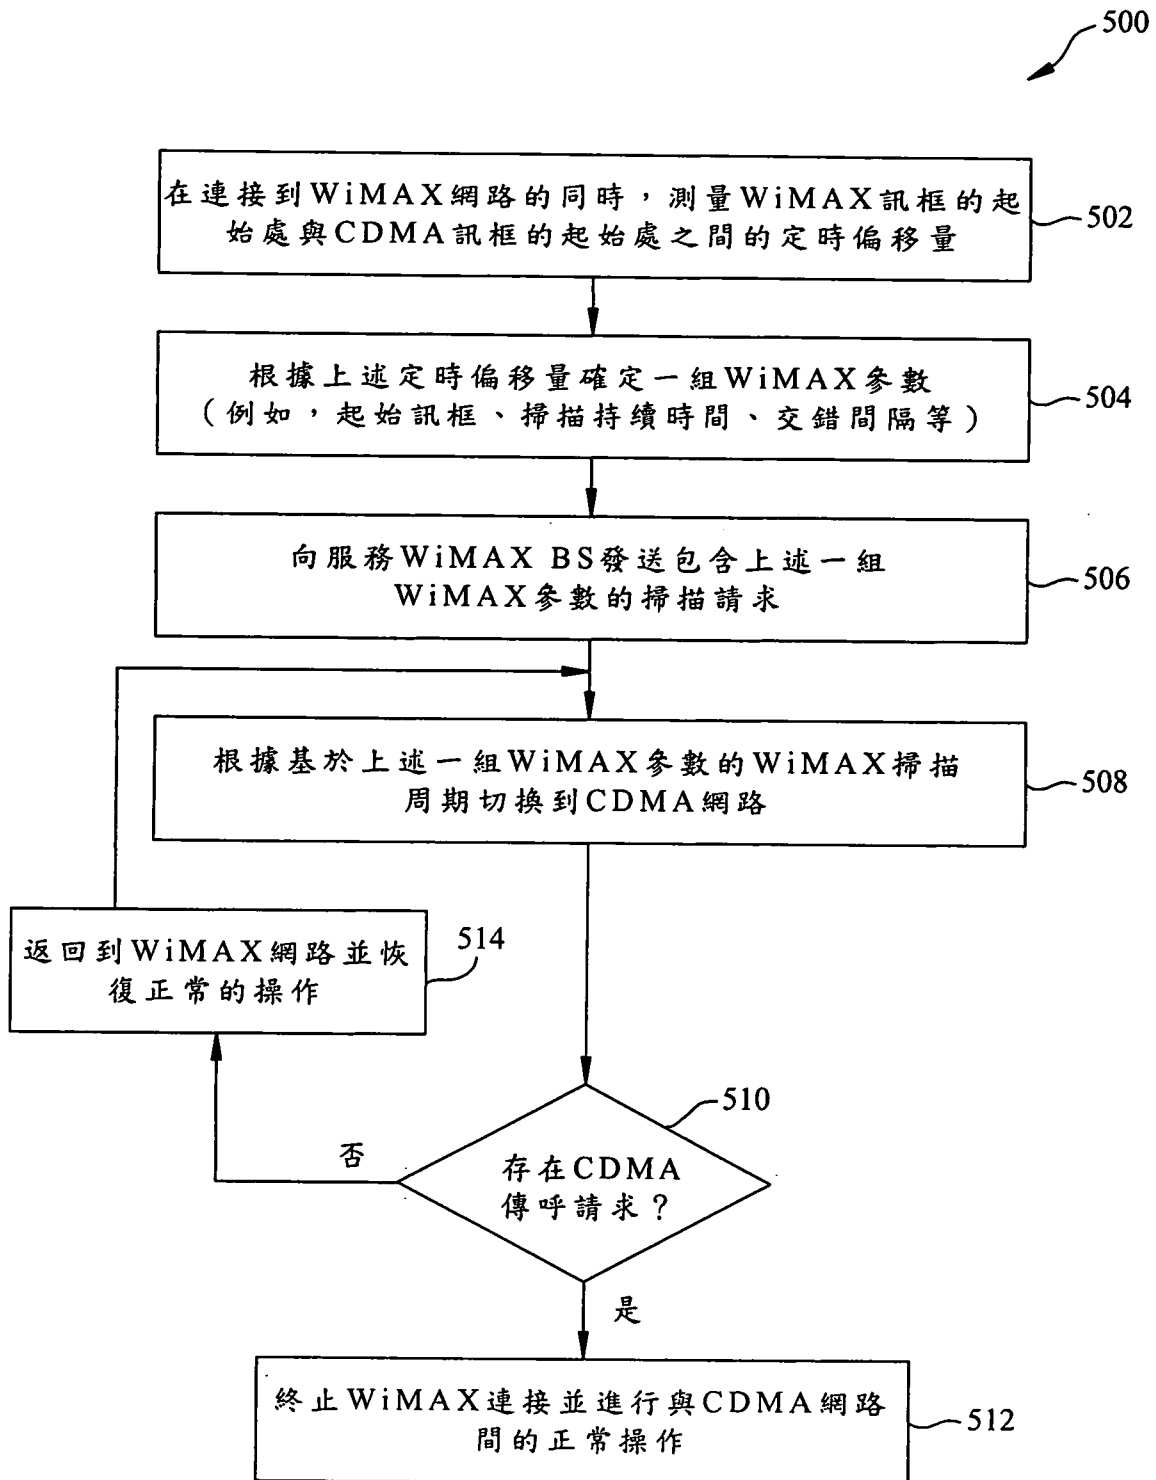 500
在連接到WiMAX網路的同時，測量WiMAX訊框的起
始處與CDMA訊框的起始處之間的定時偏移量
502
根據上述定時偏移量確定一組WiMAX參數
（例如，起始訊框、掃描持續時間、交錯間隔等）
504
向服務WiMAX BS發送包含上述一組
WiMAX參數的掃描請求
506
根據基於上述一組WiMAX參數的WiMAX掃描
周期切換到CDMA網路
508
返回到WiMAX網路並恢
復正常的操作
514
510
存在CDMA
傳呼請求？
否
是
終止WiMAX連接並進行與CDMA網路
間的正常操作
512